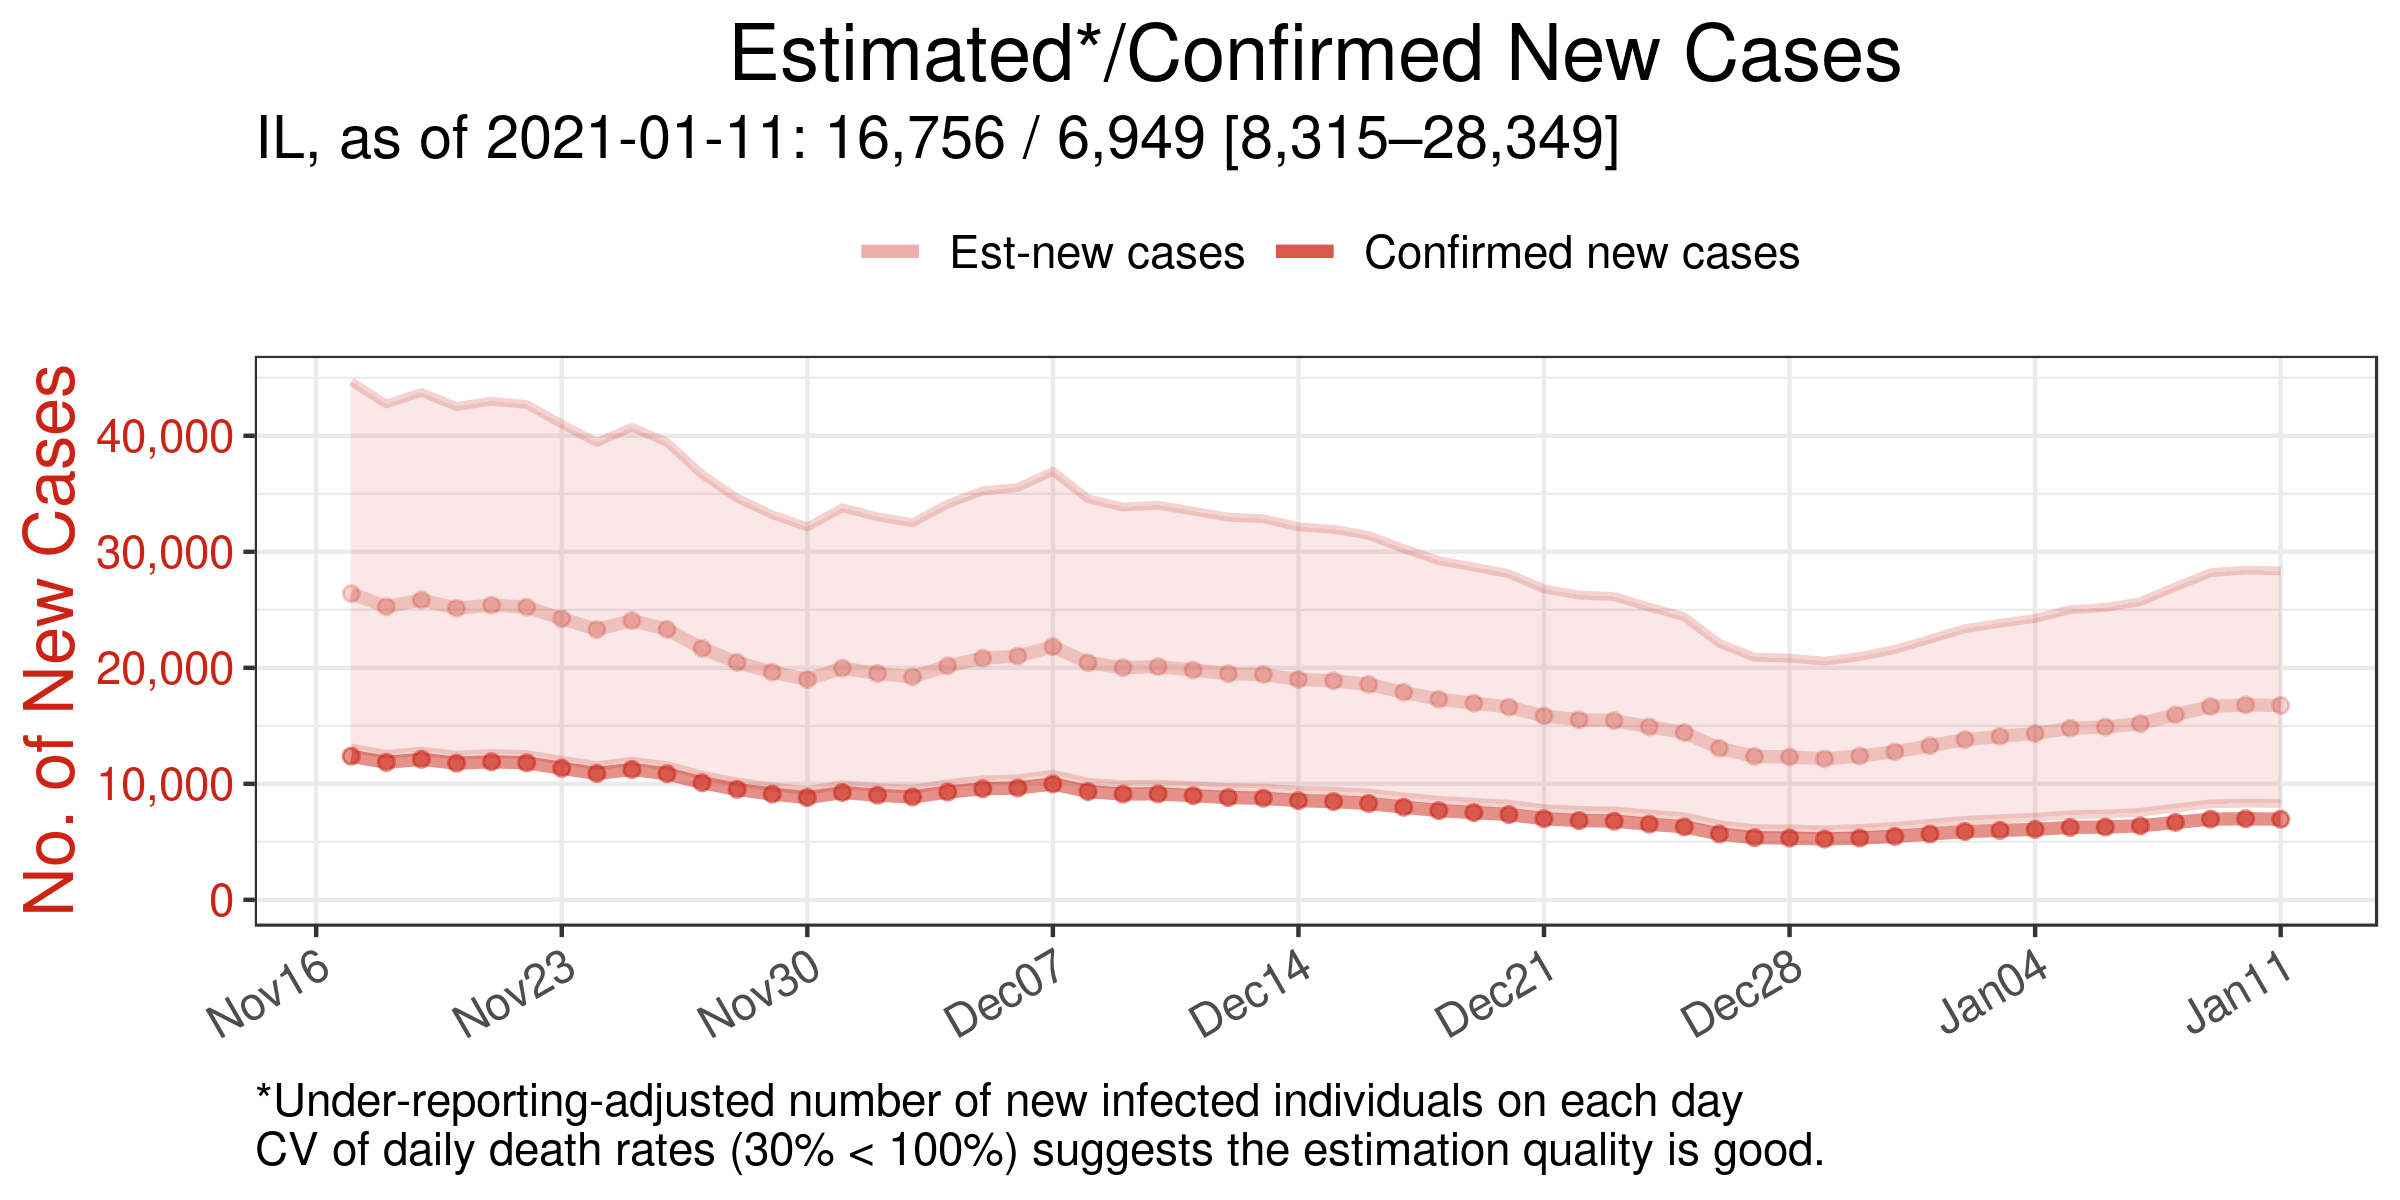 Estimated*/Confirmed New Cases
IL, as of 2021-01-11: 16,756 / 6,949 [8,315–28,349]
Est-new cases
Confirmed new cases
No. of New Cases
40,000
30,000
20,000
10,000
0
Nov16
Nov23
Nov30
Dec07
Dec14
Dec21
Dec28
Jan04
Jan11
*Under-reporting-adjusted number of new infected individuals on each day
CV of daily death rates (30% < 100%) suggests the estimation quality is good.